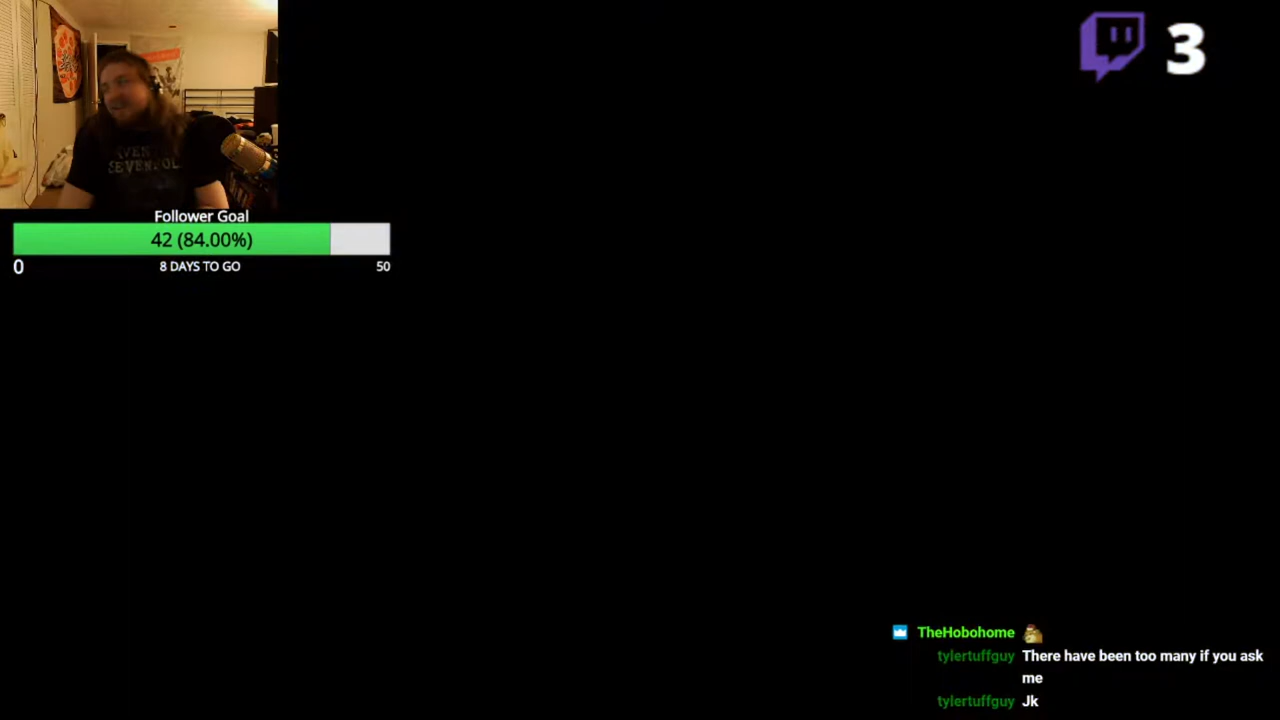 3
SEVENFOL
Follower Goal
42 (84.00%)
0 8 DAYS TO GO 50
TheHobohome
tylertuffguy There have been too many if you ask
me
tylertuffguy Jk